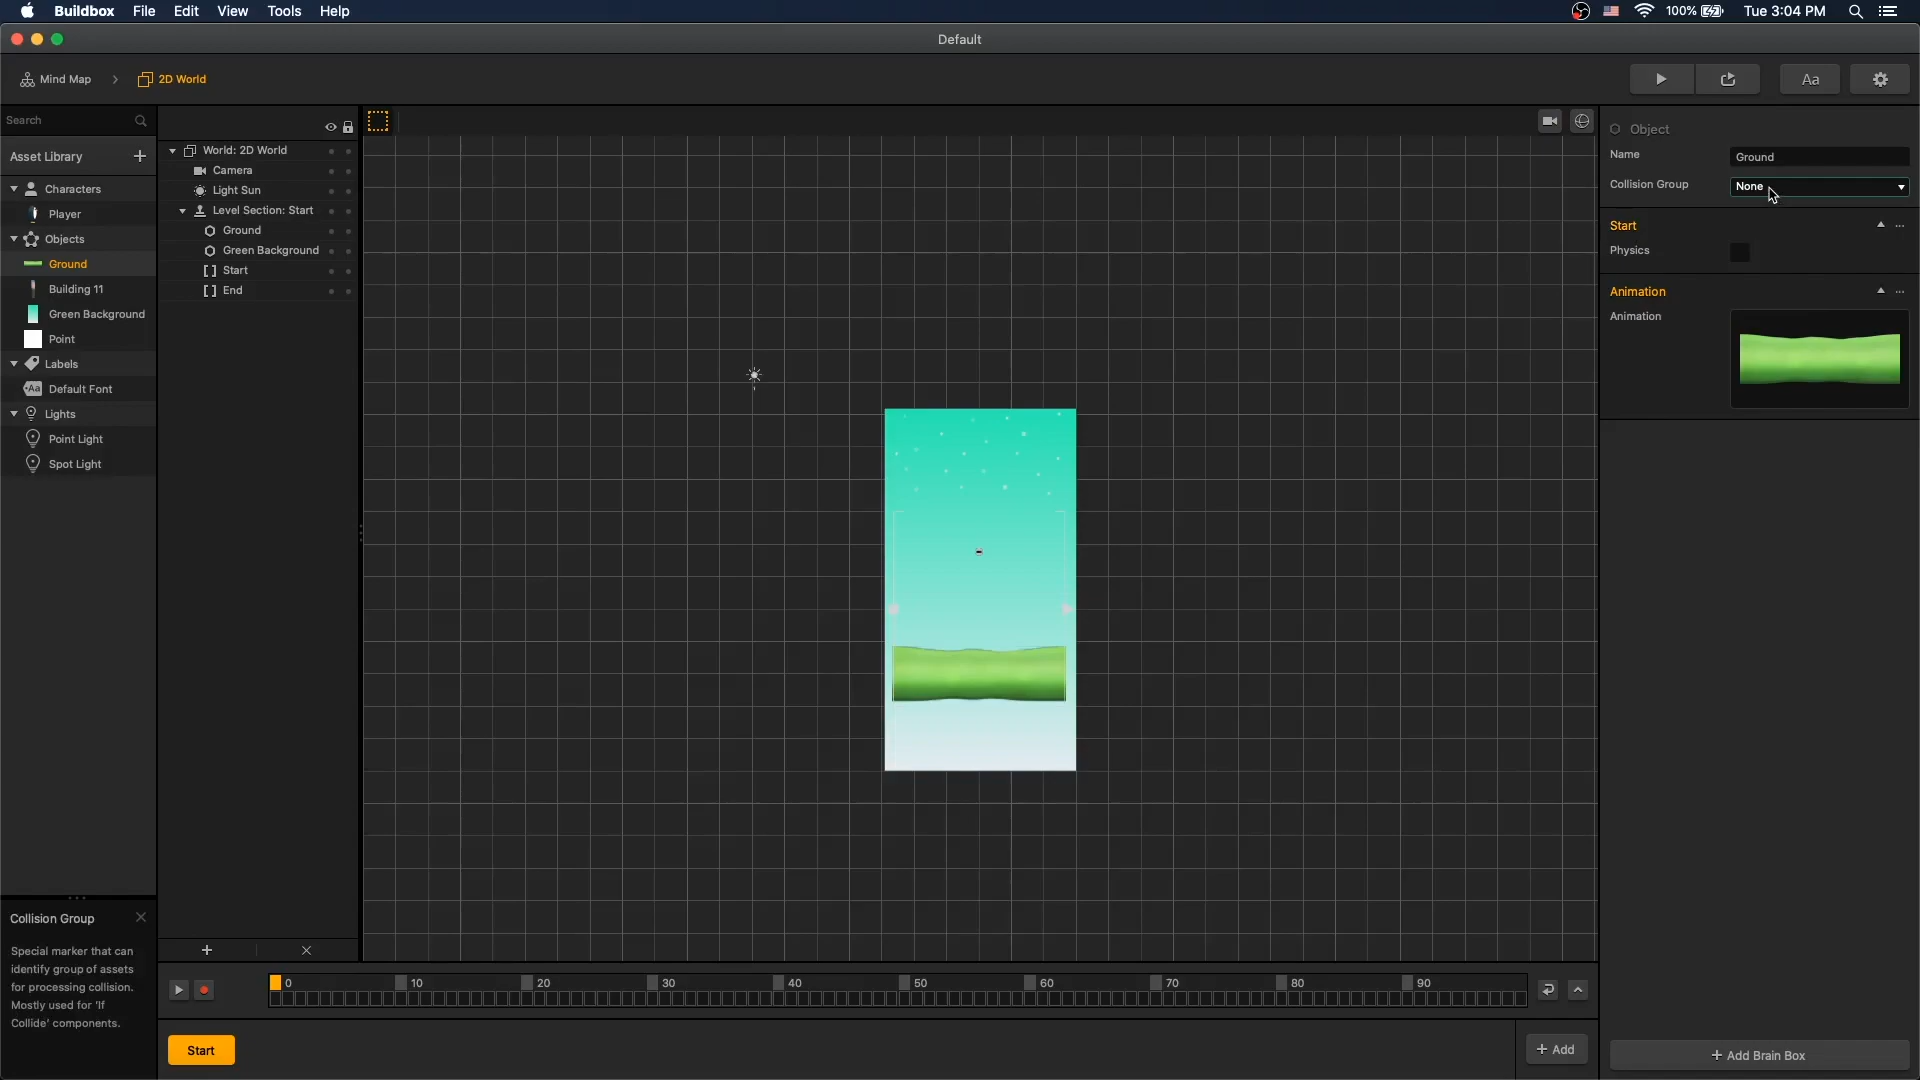 Buildbox File Edit View Tools Help
100% Tue 3:04 PM
Default
Mind Map 2D World
Aa
Search
Asset Library
Characters
Player
Objects
Ground
Building 11
Green Background
Point
Labels
Aa Default Font
Lights
Point Light
Spot Light
World: 2D World
Camera
Light Sun
Level Section: Start
Ground
Green Background
Start
End
Object
Name Ground
Collision Group None
Start
Physics
Animation
Animation
Collision Group
Special marker that can
identify group of assets
for processing collision.
Mostly used for 'If
Collide' components.
0 10 20 30 40 50 60 70 80 90
Start
+ Add
+ Add Brain Box